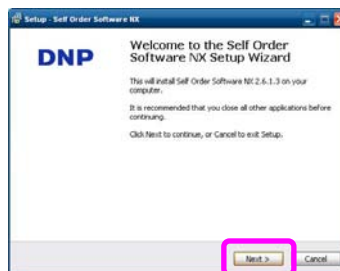 Setup - Self Order Software NX
DNP
Welcome to the Self Order
Software NX Setup Wizard
This will install Self Order Software NX 2.6.1.3 on your
computer.
It is recommended that you close all other applications before
continuing.
Click Next to continue, or Cancel to exit Setup.
Next >
Cancel